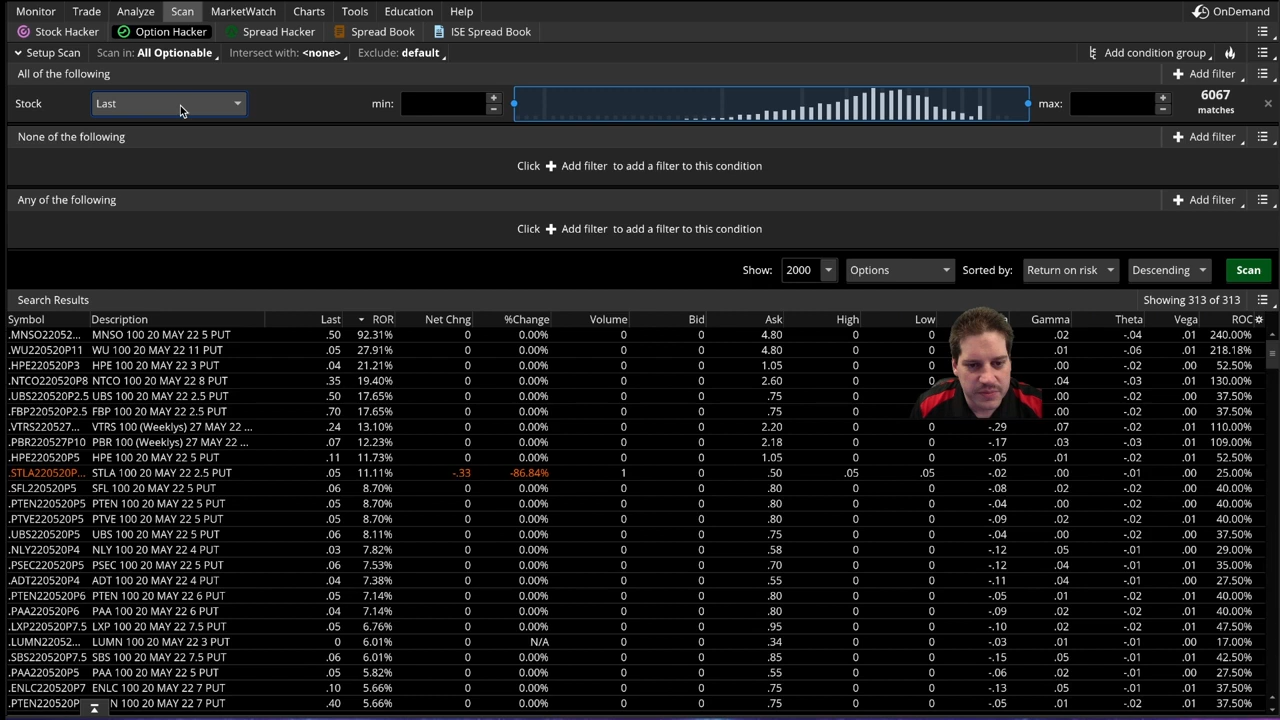 Monitor Trade Analyze Scan MarketWatch Charts Tools Education Help OnDemand
Stock Hacker Option Hacker Spread Hacker Spread Book ISE Spread Book
Setup Scan Scan in: All Optionable Intersect with: <none> Exclude: default Add condition group
All of the following Add filter
Stock Last min: max: 6067
matches
None of the following Add filter
Click + Add filter to add a filter to this condition
Any of the following Add filter
Click + Add filter to add a filter to this condition
Show: 2000 Options Sorted by: Return on risk Descending Scan
Search Results Showing 313 of 313
Symbol Description Last ROR Net Chng %Change Volume Bid Ask High Low Gamma Theta Vega ROC
.MNSO22052... MNSO 100 20 MAY 22 5 PUT .50 92.31% 0 0.00% 0 0 4.80 0 0 .02 -.04 .01 240.00%
.WU220520P11 WU 100 20 MAY 22 11 PUT .05 27.91% 0 0.00% 0 0 4.80 0 0 .01 -.06 .00 218.18%
.HPE220520P3 HPE 100 20 MAY 22 3 PUT .04 21.21% 0 0.00% 0 0 1.05 0 0 .00 -.02 .00 52.50%
.NTCO220520P8 NTCO 100 20 MAY 22 8 PUT .35 19.40% 0 0.00% 0 0 2.60 0 0 .04 -.03 .01 130.00%
.UBS220520P2.5 UBS 100 20 MAY 22 2.5 PUT .50 17.65% 0 0.00% 0 0 .75 0 .00 -.02 .00 37.50%
.FBP220520P2.5 FBP 100 20 MAY 22 2.5 PUT .70 17.65% 0 0.00% 0 0 .75 0 .00 -.02 .00 37.50%
.VTRS220527... VTRS 100 (Weeklys) 27 MAY 22 ... .24 13.10% 0 0.00% 0 0 2.20 0 0 -.29 .07 -.02 .01 110.00%
.PBR220527P10 PBR 100 (Weeklys) 27 MAY 22 ... .07 12.23% 0 0.00% 0 0 2.18 0 0 -.17 .03 -.03 .01 109.00%
.HPE220520P5 HPE 100 20 MAY 22 5 PUT .11 11.73% 0 0.00% 0 0 1.05 0 0 -.05 .01 -.02 .00 52.50%
.STLA220520P... STLA 100 20 MAY 22 2.5 PUT .05 11.11% -.33 -86.84% 1 0 .50 .05 .05 -.02 .00 -.01 .00 25.00%
.SFL220520P5 SFL 100 20 MAY 22 5 PUT .06 8.70% 0 0.00% 0 0 .80 0 0 -.08 .02 -.02 .01 40.00%
.PTEN220520P5 PTEN 100 20 MAY 22 5 PUT .05 8.70% 0 0.00% 0 0 .80 0 0 -.04 .00 -.02 .00 40.00%
.PTVE220520P5 PTVE 100 20 MAY 22 5 PUT .05 8.70% 0 0.00% 0 0 .80 0 0 -.09 .02 -.02 .01 40.00%
.UBS220520P5 UBS 100 20 MAY 22 5 PUT .06 8.11% 0 0.00% 0 0 .75 0 0 -.04 .00 -.02 .00 37.50%
.NLY220520P4 NLY 100 20 MAY 22 4 PUT .03 7.82% 0 0.00% 0 0 .58 0 0 -.12 .05 -.01 .00 29.00%
.PSEC220520P5 PSEC 100 20 MAY 22 5 PUT .06 7.53% 0 0.00% 0 0 .70 0 0 -.12 .04 -.01 .01 35.00%
.ADT220520P4 ADT 100 20 MAY 22 4 PUT .04 7.38% 0 0.00% 0 0 .55 0 0 -.11 .04 -.01 .00 27.50%
.PTEN220520P6 PTEN 100 20 MAY 22 6 PUT .05 7.14% 0 0.00% 0 0 .80 0 0 -.05 .01 -.02 .01 40.00%
.PAA220520P6 PAA 100 20 MAY 22 6 PUT .04 7.14% 0 0.00% 0 0 .80 0 0 -.09 .02 -.02 .01 40.00%
.LXP220520P7.5 LXP 100 20 MAY 22 7.5 PUT .05 6.76% 0 0.00% 0 0 .95 0 0 -.10 .02 -.02 .01 47.50%
.LUMN22052... LUMN 100 20 MAY 22 3 PUT 0 6.01% N/A 0 0 .34 0 0 -.03 .01 -.01 .00 17.00%
.SBS220520P7.5 SBS 100 20 MAY 22 7.5 PUT .06 6.01% 0 0.00% 0 0 .85 0 0 -.15 .05 -.02 .01 42.50%
.PAA220520P5 PAA 100 20 MAY 22 5 PUT .05 5.82% 0 0.00% 0 0 .55 0 0 -.06 .02 -.01 .00 27.50%
.ENLC220520P7 ENLC 100 20 MAY 22 7 PUT .10 5.66% 0 0.00% 0 0 .75 0 0 -.13 .05 -.01 .01 37.50%
.PTEN220520P N 100 20 MAY 22 7 PUT .40 5.66% 0 0.00% 0 0 .75 0 0 -.05 .01 -.02 .01 37.50%